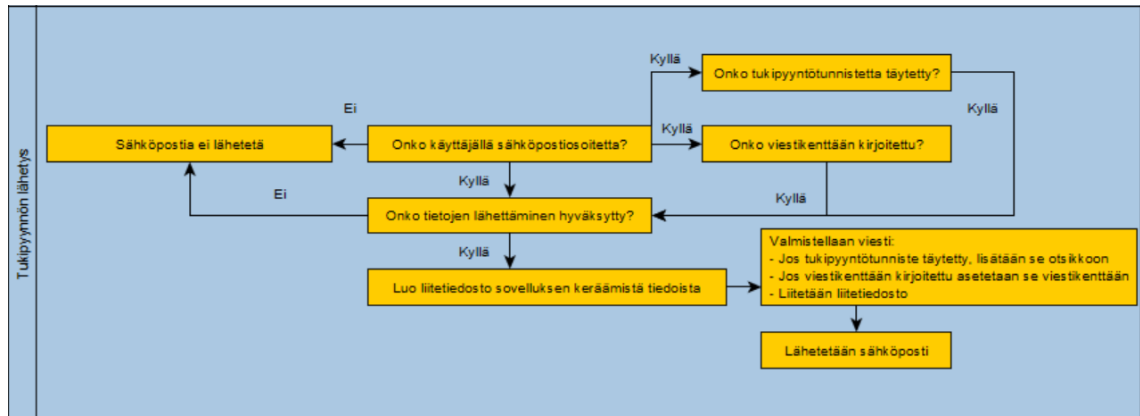 Tukipyynnön lähetys
Kyllä
Onko tukipyyntötunnistetta täytetty?
Kyllä
Ei
Sähköpostia ei lähetetä
Onko käyttäjällä sähköpostiosoitetta?
Kyllä
Onko viestikenttään kirjoitettu?
Kyllä
Ei
Kyllä
Onko tietojen lähettäminen hyväksytty?
Kyllä
Luo liitetiedosto sovelluksen keräämistä tiedoista
Valmistellaan viesti:
- Jos tukipyyntötunniste täytetty, lisätään se otsikkoon
- Jos viestikenttään kirjoitettu asetetaan se viestikenttään
- Liitetään liitetiedosto
Lähetetään sähköposti